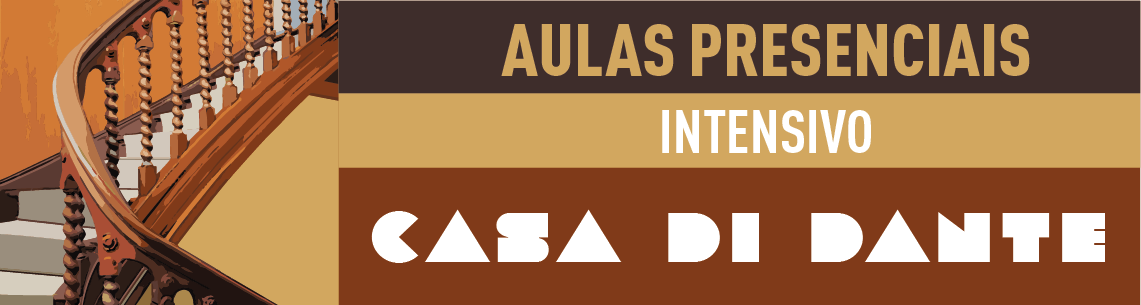 AULAS PRESENCIAIS
INTENSIVO
CASA DI DANTE